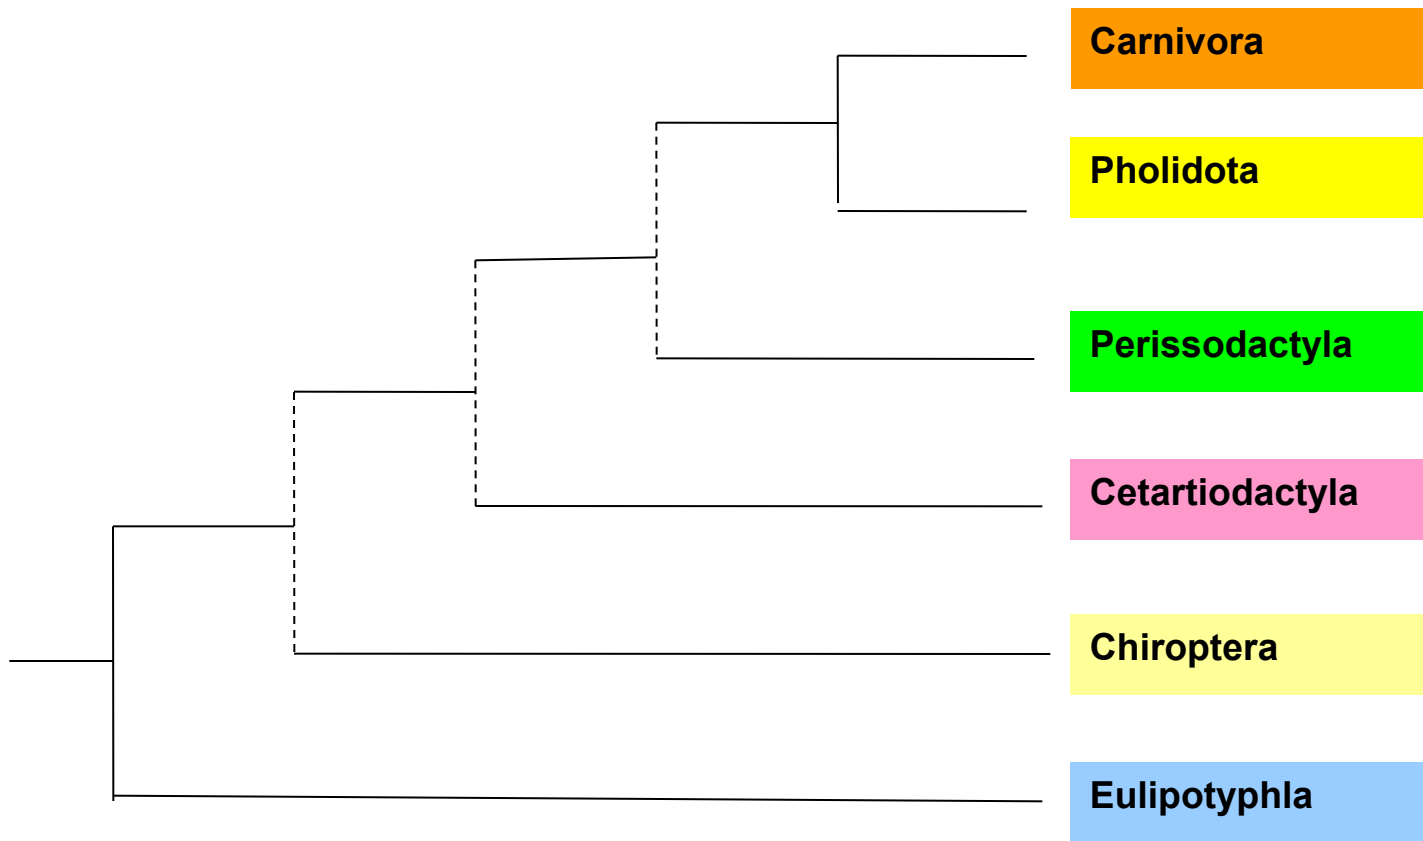 Carnivora
Pholidota
Perissodactyla
Cetartiodactyla
Chiroptera
Eulipotyphla